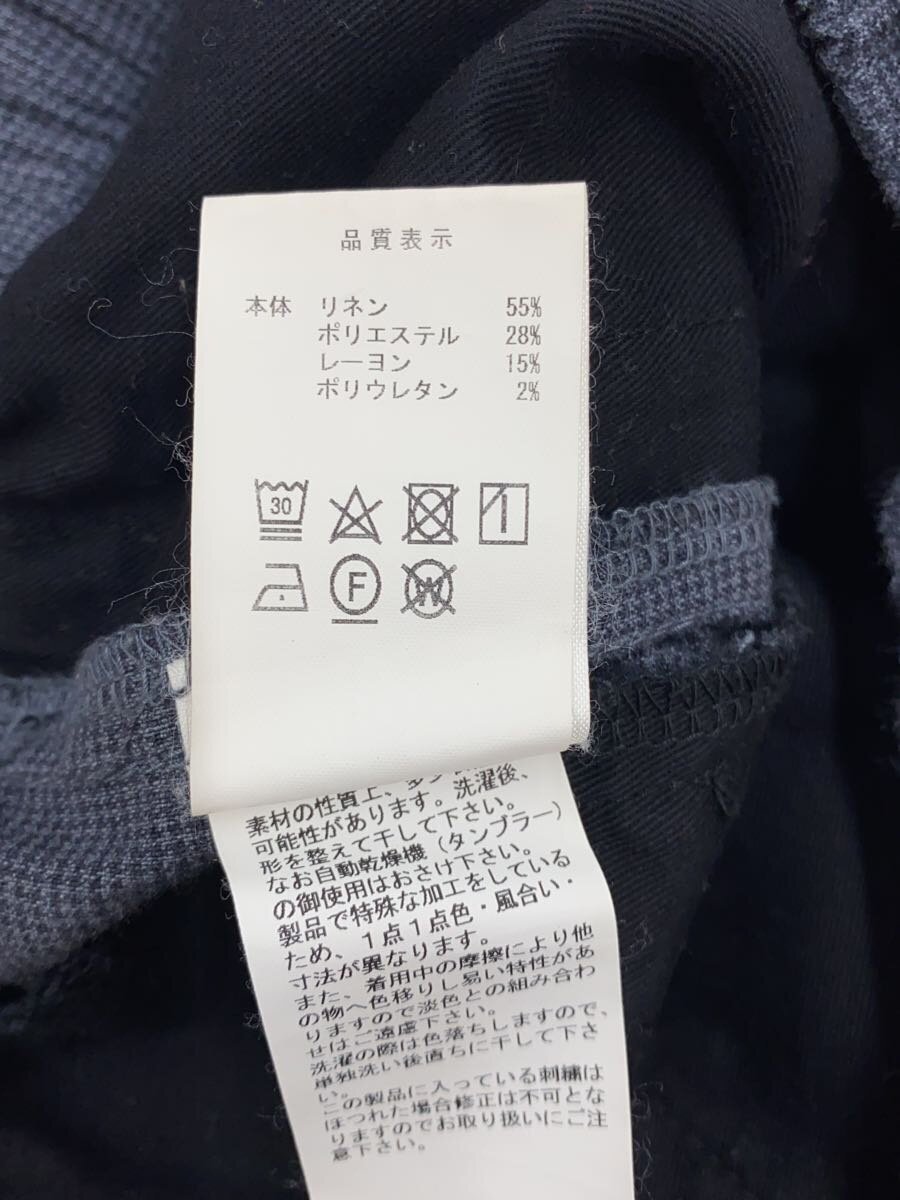 品質表示
本体 リネン 55%
ポリエステル 28%
レーヨン 15%
ポリウレタン 2%
30
F
W
素材の性質上、
可能性があります。洗濯後、
形を整えて干して下さい。
なお自動乾燥機（タンブラー）
の御使用はおさけ下さい。
製品で特殊な加工をしている
ため、1点1点色・風合い・
寸法が異なります。
また、着用中の摩擦により他
の物へ色移りし易い特性があ
りますので淡色との組み合わ
せはご遠慮下さい。
洗濯の際は色落ちしますので、
単独洗い後直ちに干して下さ
い。
この製品に入っている刺繍は
ほつれた場合修正は不可とな
りますのでお取り扱いにご注
意下さい。